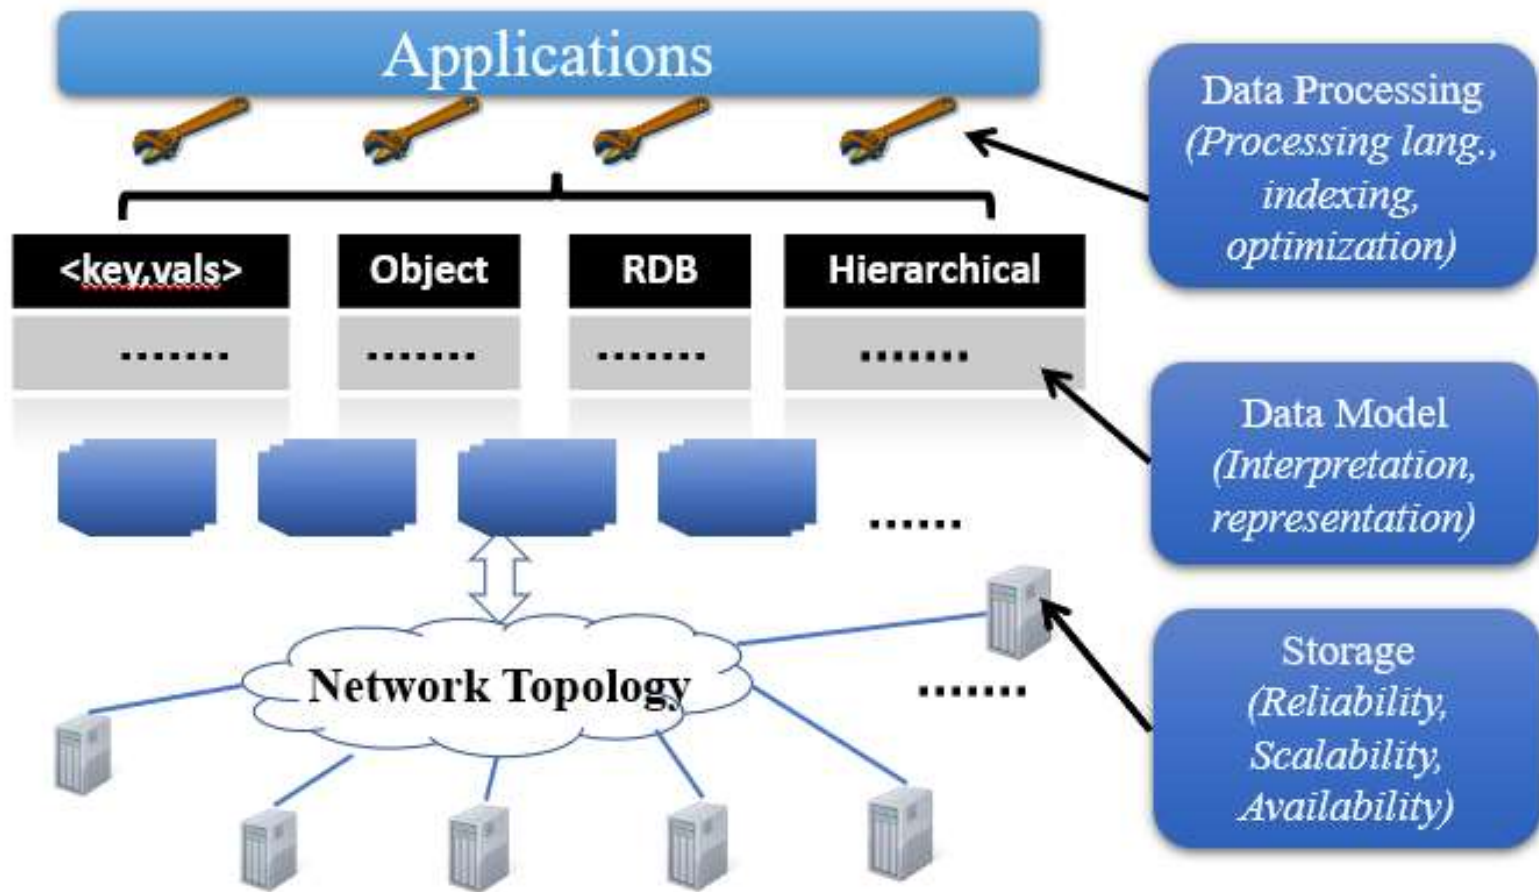 Applications
Data Processing
(Processing lang.,
indexing,
optimization)
<key,vals>
Object
RDB
Hierarchical
.......
.......
.......
.......
Data Model
(Interpretation,
representation)
......
Network Topology
.......
Storage
(Reliability,
Scalability,
Availability)